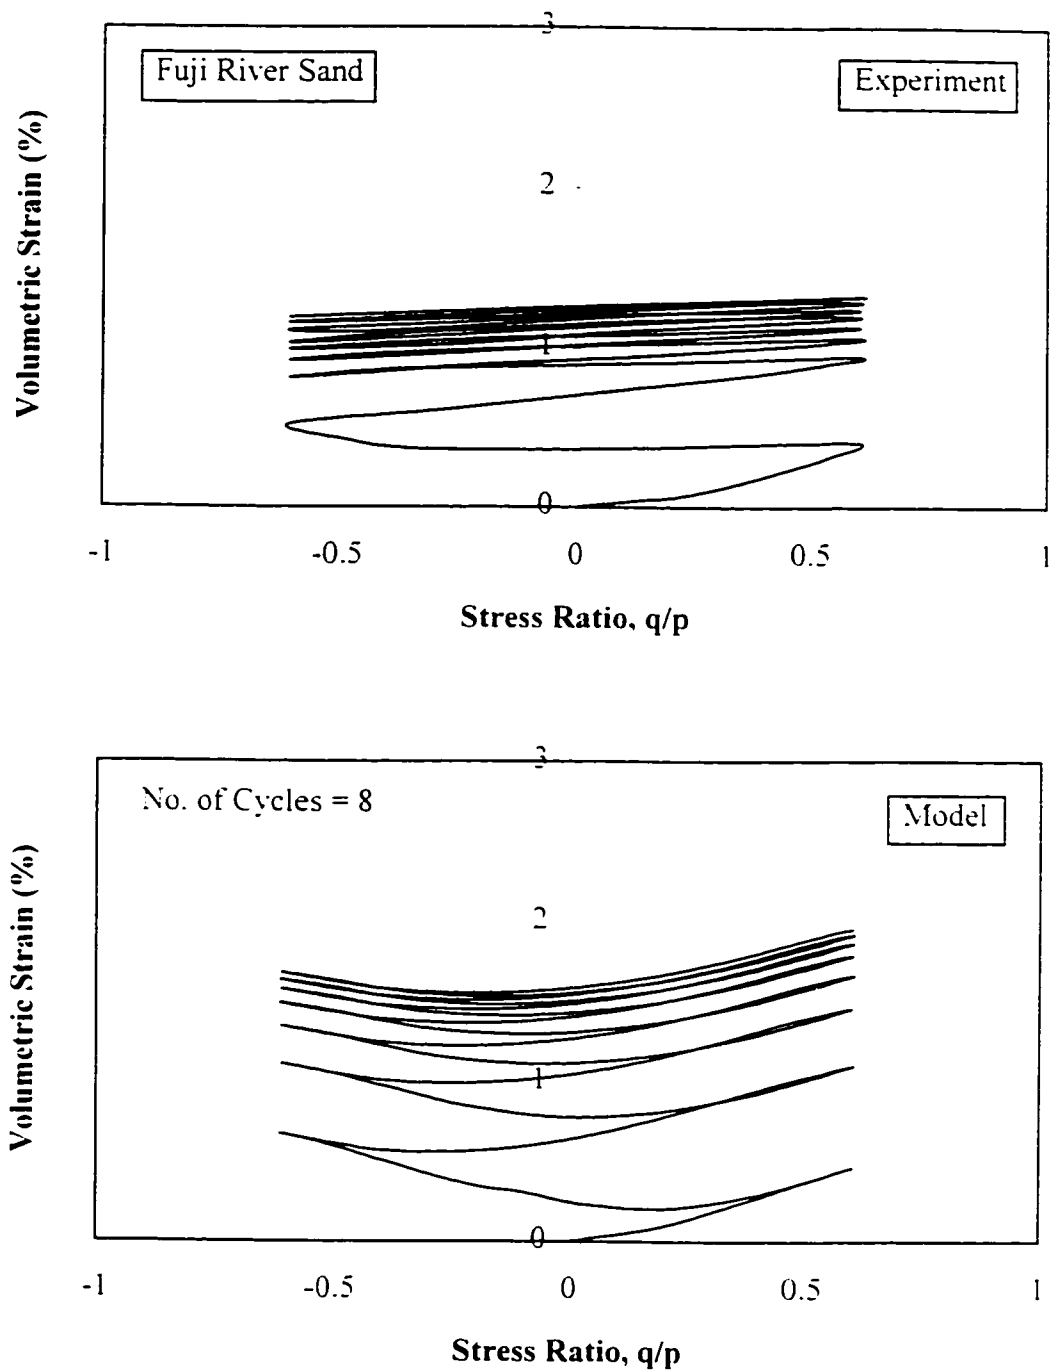 3
Fuji River Sand
Experiment
2
1
0
-1 -0.5 0 0.5 1
Volumetric Strain (%)
Stress Ratio, q/p
3
No. of Cycles = 8
Model
2
1
0
-1 -0.5 0 0.5 1
Volumetric Strain (%)
Stress Ratio, q/p